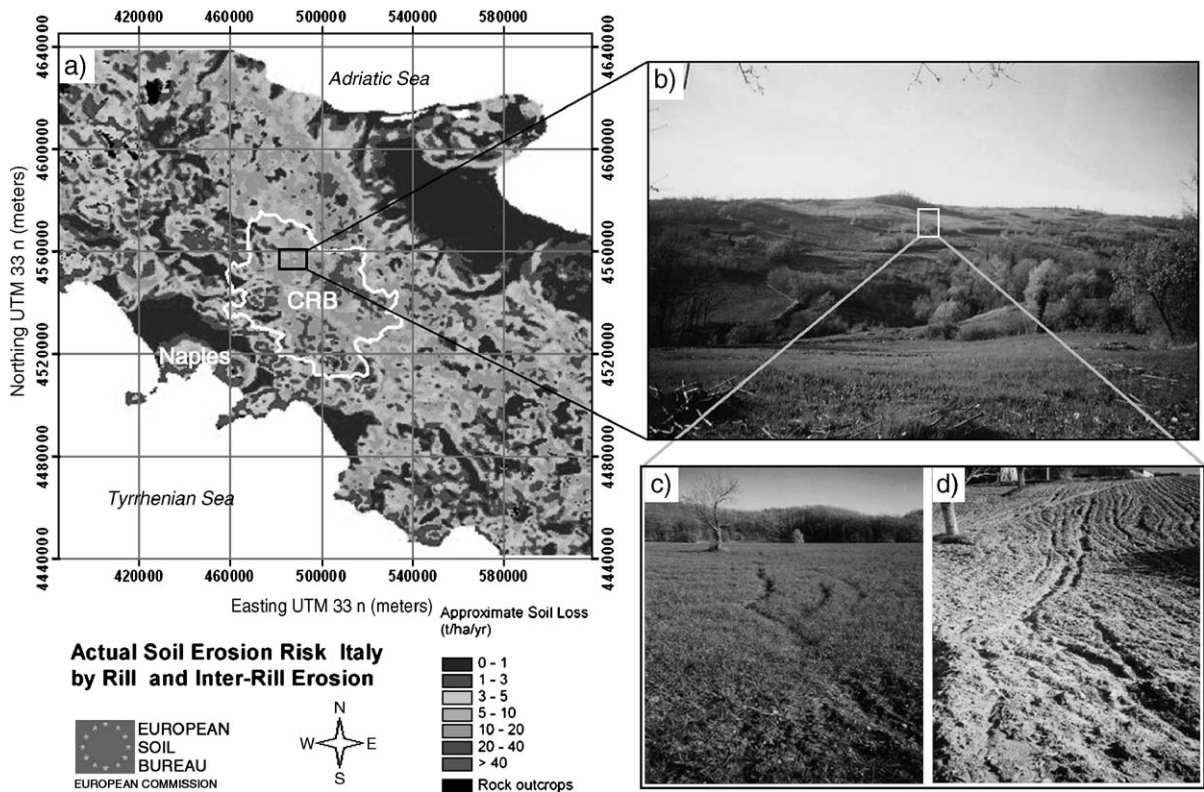 420000 460000 500000 540000 580000
a)
Adriatic Sea
4640000
4600000
4560000
4520000
4480000
4440000
Northing UTM 33 n (meters)
CRB
Naples
Tyrrhenian Sea
4640000
4600000
4560000
4520000
4480000
4440000
420000 460000 500000 540000 580000
Easting UTM 33 n (meters)
b)
c)
d)
Actual Soil Erosion Risk Italy
by Rill and Inter-Rill Erosion
EUROPEAN
SOIL
BUREAU
EUROPEAN COMMISSION
N
W E
S
Approximate Soil Loss
(t/ha/yr)
0 - 1
1 - 3
3 - 5
5 - 10
10 - 20
20 - 40
> 40
Rock outcrops